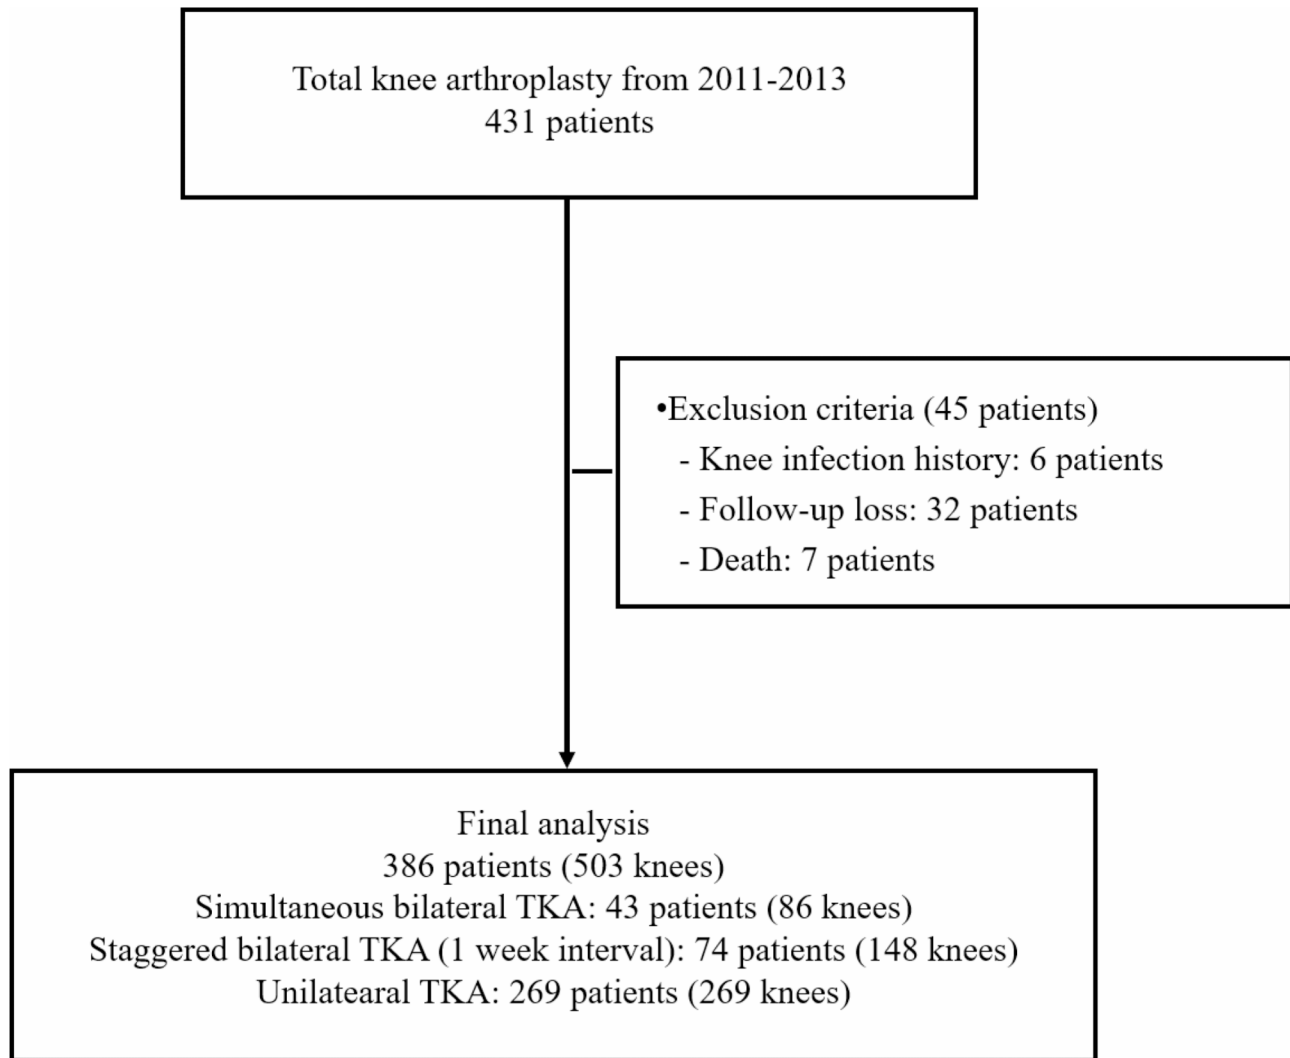 Total knee arthroplasty from 2011-2013
431 patients
•Exclusion criteria (45 patients)
- Knee infection history: 6 patients
- Follow-up loss: 32 patients
- Death: 7 patients
Final analysis
386 patients (503 knees)
Simultaneous bilateral TKA: 43 patients (86 knees)
Staggered bilateral TKA (1 week interval): 74 patients (148 knees)
Unilatearal TKA: 269 patients (269 knees)